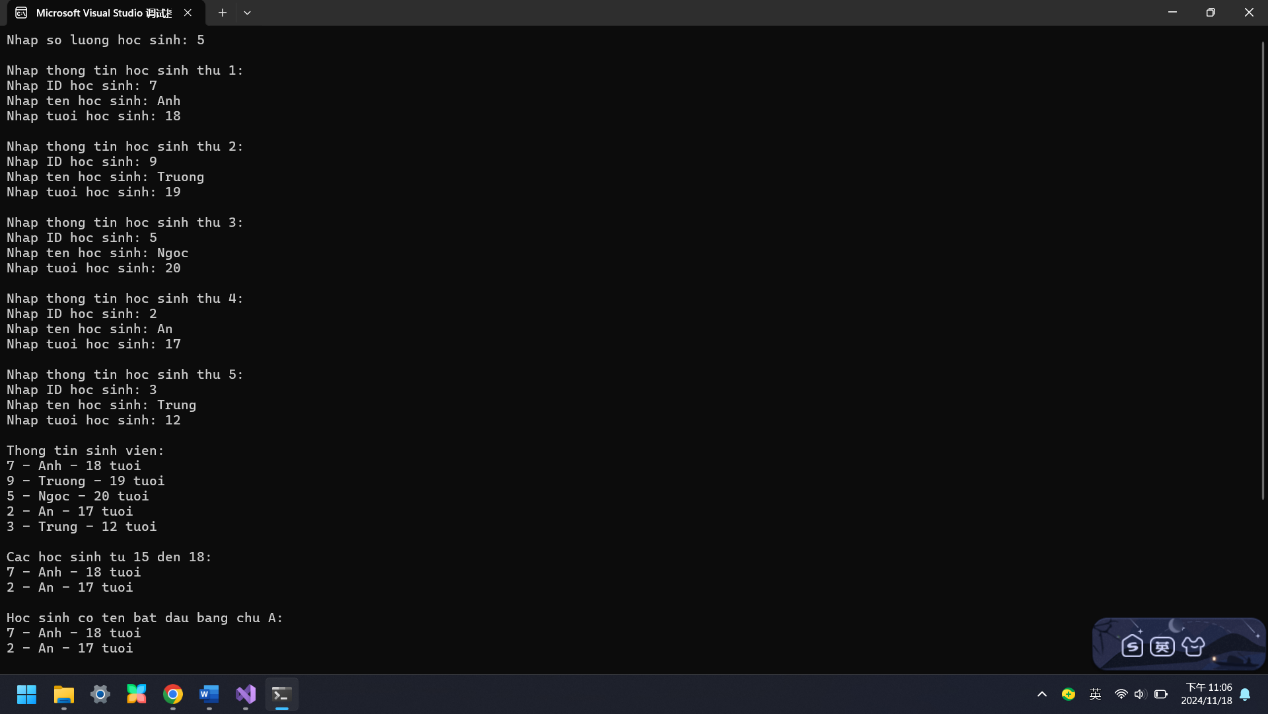 Microsoft Visual Studio 调试
Nhap so luong hoc sinh: 5
Nhap thong tin hoc sinh thu 1:
Nhap ID hoc sinh: 7
Nhap ten hoc sinh: Anh
Nhap tuoi hoc sinh: 18
Nhap thong tin hoc sinh thu 2:
Nhap ID hoc sinh: 9
Nhap ten hoc sinh: Truong
Nhap tuoi hoc sinh: 19
Nhap thong tin hoc sinh thu 3:
Nhap ID hoc sinh: 5
Nhap ten hoc sinh: Ngoc
Nhap tuoi hoc sinh: 20
Nhap thong tin hoc sinh thu 4:
Nhap ID hoc sinh: 2
Nhap ten hoc sinh: An
Nhap tuoi hoc sinh: 17
Nhap thong tin hoc sinh thu 5:
Nhap ID hoc sinh: 3
Nhap ten hoc sinh: Trung
Nhap tuoi hoc sinh: 12
Thong tin sinh vien:
7 - Anh - 18 tuoi
9 - Truong - 19 tuoi
5 - Ngoc - 20 tuoi
2 - An - 17 tuoi
3 - Trung - 12 tuoi
Cac hoc sinh tu 15 den 18:
7 - Anh - 18 tuoi
2 - An - 17 tuoi
Hoc sinh co ten bat dau bang chu A:
7 - Anh - 18 tuoi
2 - An - 17 tuoi
S 英
英
下午 11:06
2024/11/18